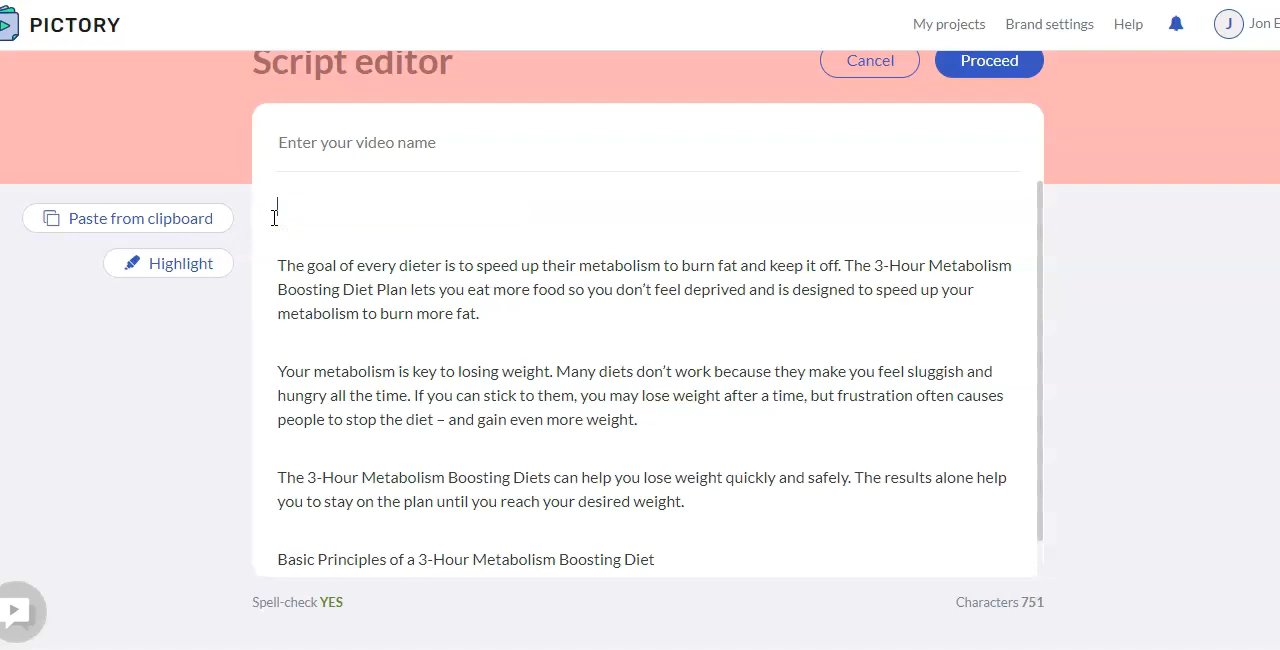 PICTORY
My projects
Brand settings
Help
J
Jon E
Script editor
Cancel
Proceed
Enter your video name
Paste from clipboard
Highlight
The goal of every dieter is to speed up their metabolism to burn fat and keep it off. The 3-Hour Metabolism
Boosting Diet Plan lets you eat more food so you don’t feel deprived and is designed to speed up your
metabolism to burn more fat.
Your metabolism is key to losing weight. Many diets don’t work because they make you feel sluggish and
hungry all the time. If you can stick to them, you may lose weight after a time, but frustration often causes
people to stop the diet – and gain even more weight.
The 3-Hour Metabolism Boosting Diets can help you lose weight quickly and safely. The results alone help
you to stay on the plan until you reach your desired weight.
Basic Principles of a 3-Hour Metabolism Boosting Diet
Spell-check YES
Characters 751